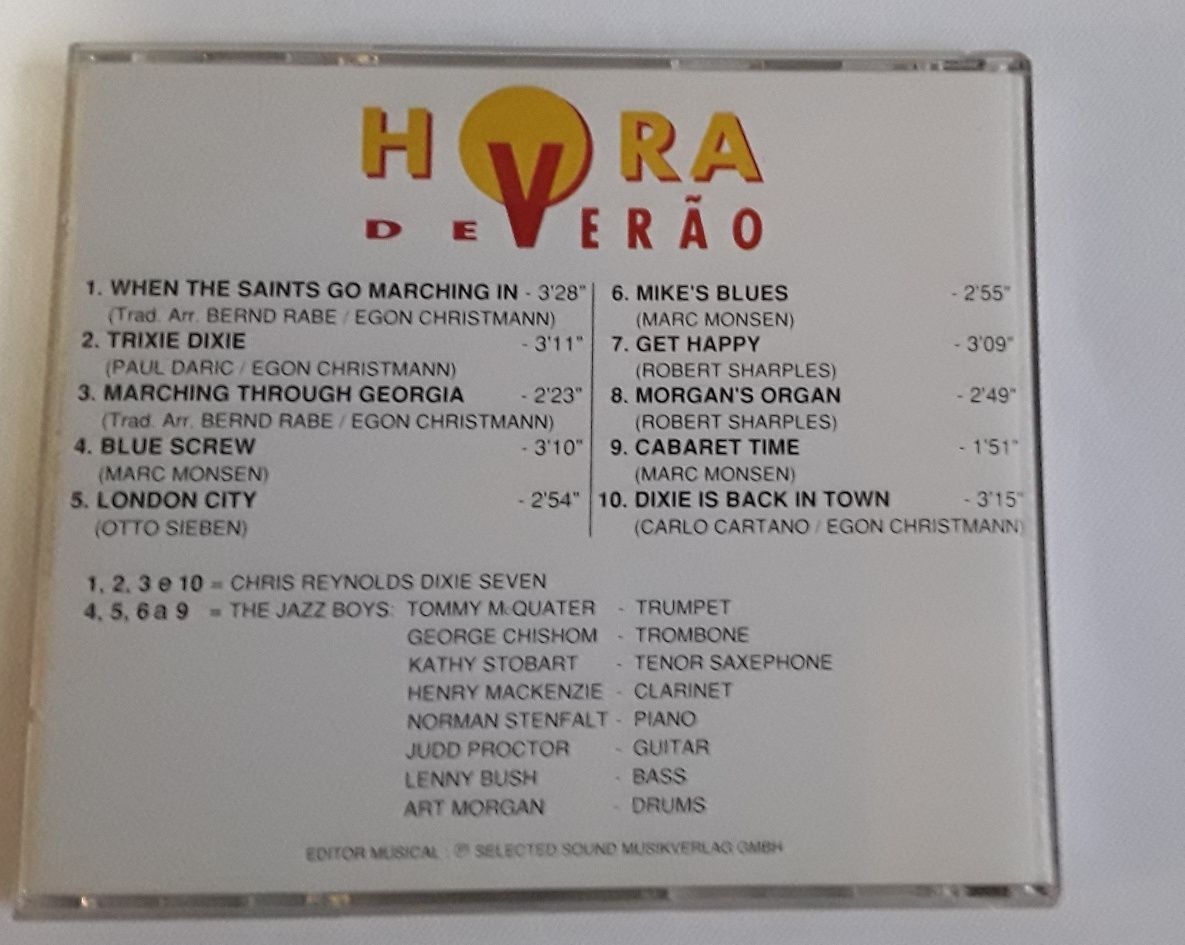 HORA
DE VERÃO
1. WHEN THE SAINTS GO MARCHING IN - 3'28"
(Trad. Arr. BERND RABE / EGON CHRISTMANN)
2. TRIXIE DIXIE - 3'11"
(PAUL DARIC / EGON CHRISTMANN)
3. MARCHING THROUGH GEORGIA - 2'23"
(Trad. Arr. BERND RABE / EGON CHRISTMANN)
4. BLUE SCREW - 3'10"
(MARC MONSEN)
5. LONDON CITY - 2'54"
(OTTO SIEBEN)
6. MIKE'S BLUES - 2'55"
(MARC MONSEN)
7. GET HAPPY - 3'09"
(ROBERT SHARPLES)
8. MORGAN'S ORGAN - 2'49"
(ROBERT SHARPLES)
9. CABARET TIME - 1'51"
(MARC MONSEN)
10. DIXIE IS BACK IN TOWN - 3'15"
(CARLO CARTANO / EGON CHRISTMANN)
1, 2, 3 e 10 = CHRIS REYNOLDS DIXIE SEVEN
4, 5, 6 a 9 = THE JAZZ BOYS: TOMMY McQUATER - TRUMPET
GEORGE CHISHOM - TROMBONE
KATHY STOBART - TENOR SAXEPHONE
HENRY MACKENZIE - CLARINET
NORMAN STENFALT - PIANO
JUDD PROCTOR - GUITAR
LENNY BUSH - BASS
ART MORGAN - DRUMS
EDITOR MUSICAL : ℗ SELECTED SOUND MUSIKVERLAG GMBH